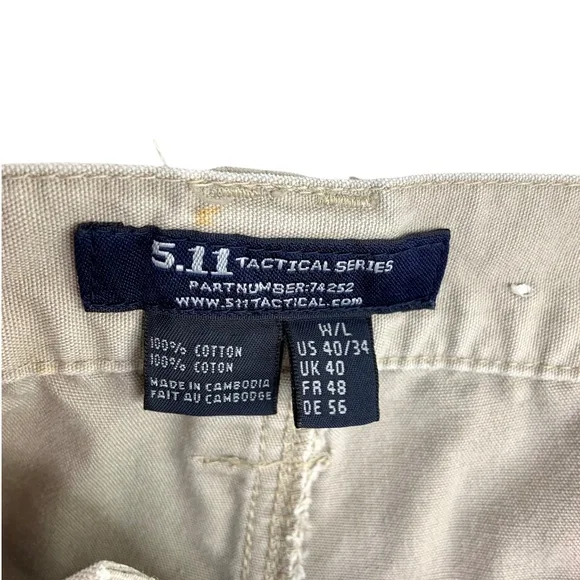 5.11 TACTICAL SERIES
PARTNUMBER:74252
WWW.511TACTICAL.COM
100% COTTON
100% COTTON
MADE IN CAMBODIA
FAIT AU CAMBODGE
W/L
US 40/34
UK 40
FR 48
DE 56